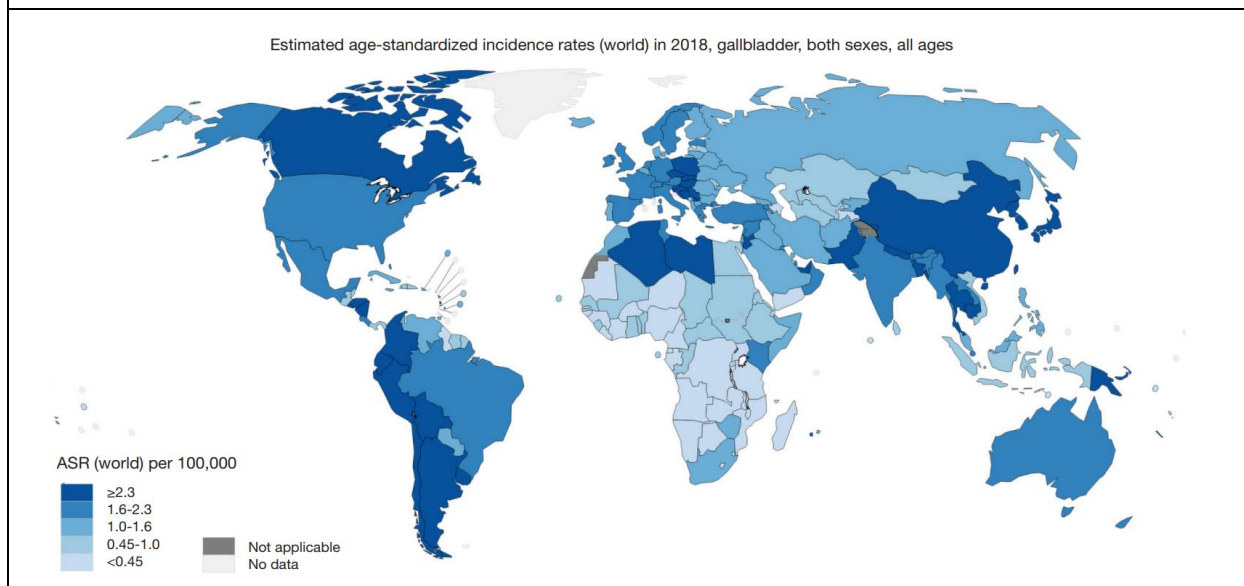 Estimated age-standardized incidence rates (world) in 2018, gallbladder, both sexes, all ages
ASR (world) per 100,000
≥2.3
1.6-2.3
1.0-1.6
0.45-1.0
<0.45
Not applicable
No data